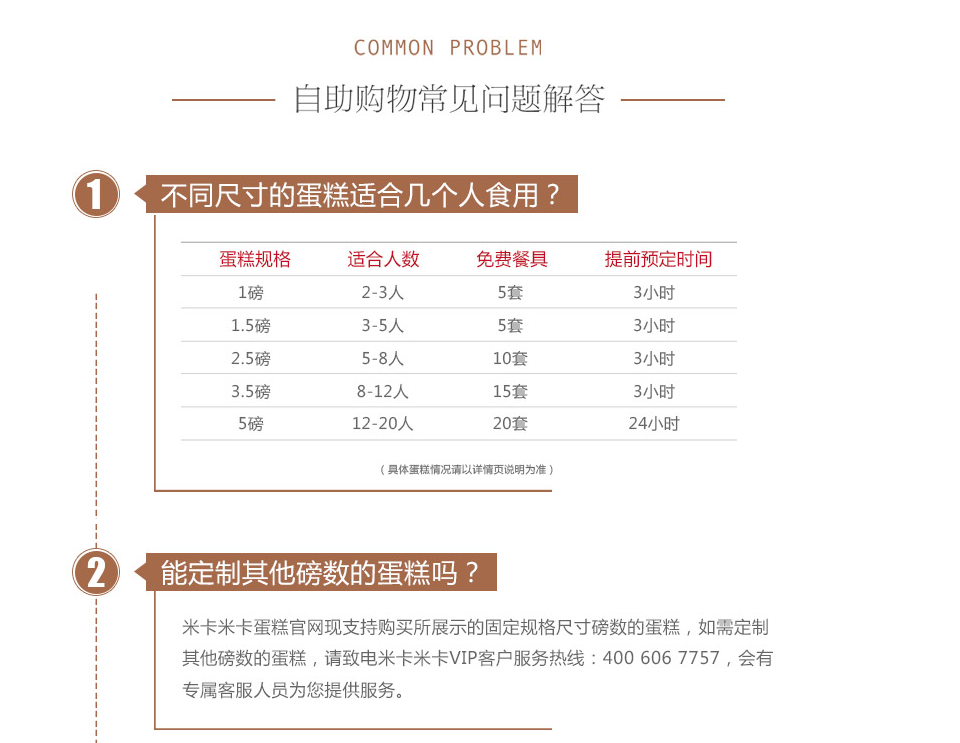 COMMON PROBLEM
自助购物常见问题解答
1 不同尺寸的蛋糕适合几个人食用？
蛋糕规格 适合人数 免费餐具 提前预定时间
1磅 2-3人 5套 3小时
1.5磅 3-5人 5套 3小时
2.5磅 5-8人 10套 3小时
3.5磅 8-12人 15套 3小时
5磅 12-20人 20套 24小时
（具体蛋糕情况请以详情页说明为准）
2 能定制其他磅数的蛋糕吗？
米卡米卡蛋糕官网现支持购买所展示的固定规格尺寸磅数的蛋糕，如需定制
其他磅数的蛋糕，请致电米卡米卡VIP客户服务热线：400 606 7757，会有
专属客服人员为您提供服务。